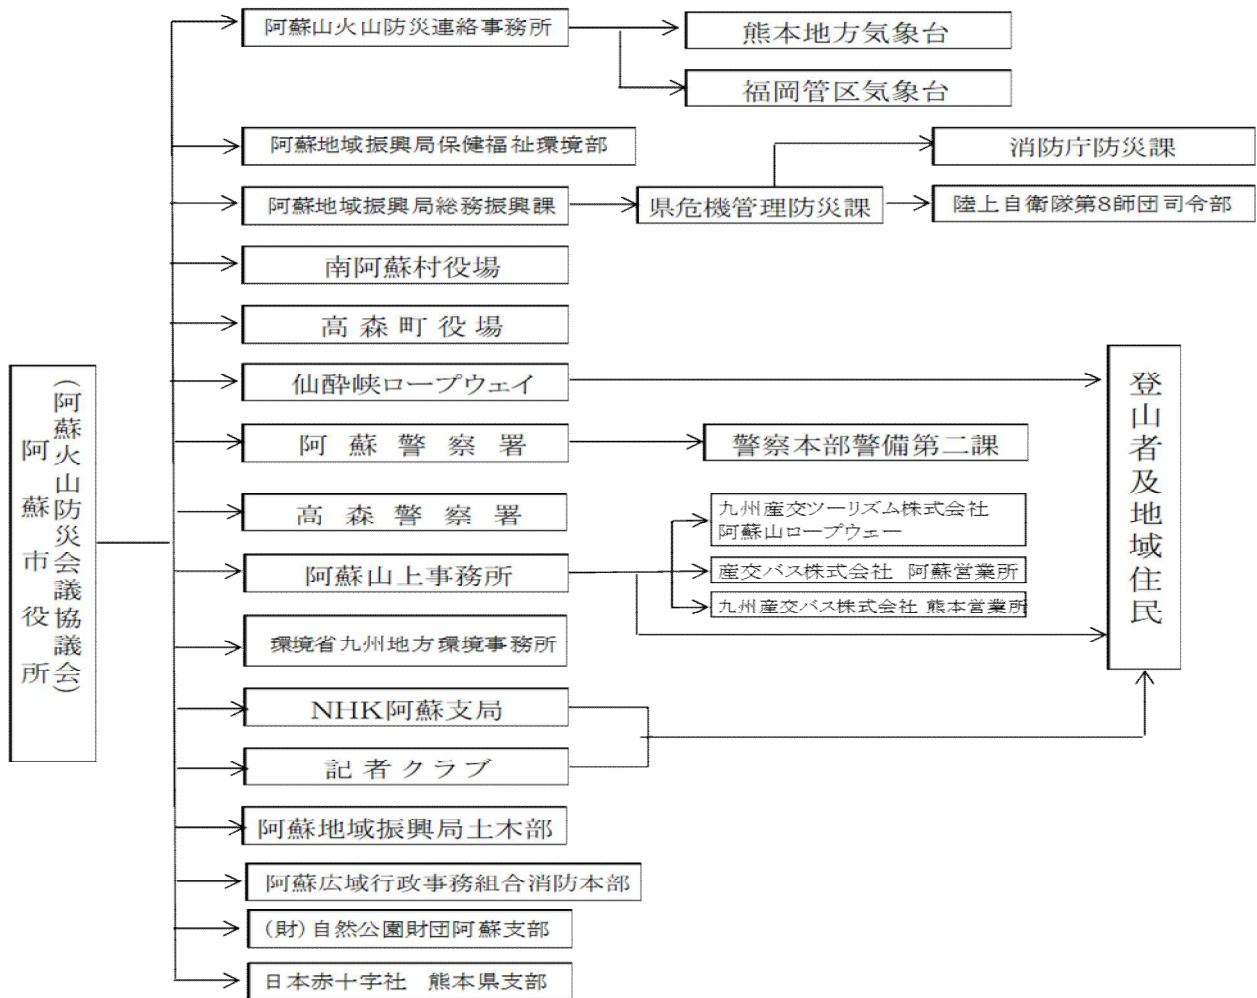 阿蘇山火山防災連絡事務所
熊本地方気象台
福岡管区気象台
阿蘇地域振興局保健福祉環境部
消防庁防災課
阿蘇地域振興局総務振興課
県危機管理防災課
陸上自衛隊第8師団司令部
南阿蘇村役場
高森町役場
仙酔峡ロープウェイ
阿蘇警察署
警察本部警備第二課
高森警察署
九州産交ツーリズム株式会社
阿蘇山ロープウェー
阿蘇山上事務所
産交バス株式会社 阿蘇営業所
九州産交バス株式会社 熊本営業所
環境省九州地方環境事務所
NHK阿蘇支局
記者クラブ
阿蘇地域振興局土木部
阿蘇広域行政事務組合消防本部
(財)自然公園財団阿蘇支部
日本赤十字社 熊本県支部
(阿蘇火山防災会議協議会)
阿蘇市役所
登山者及地域住民